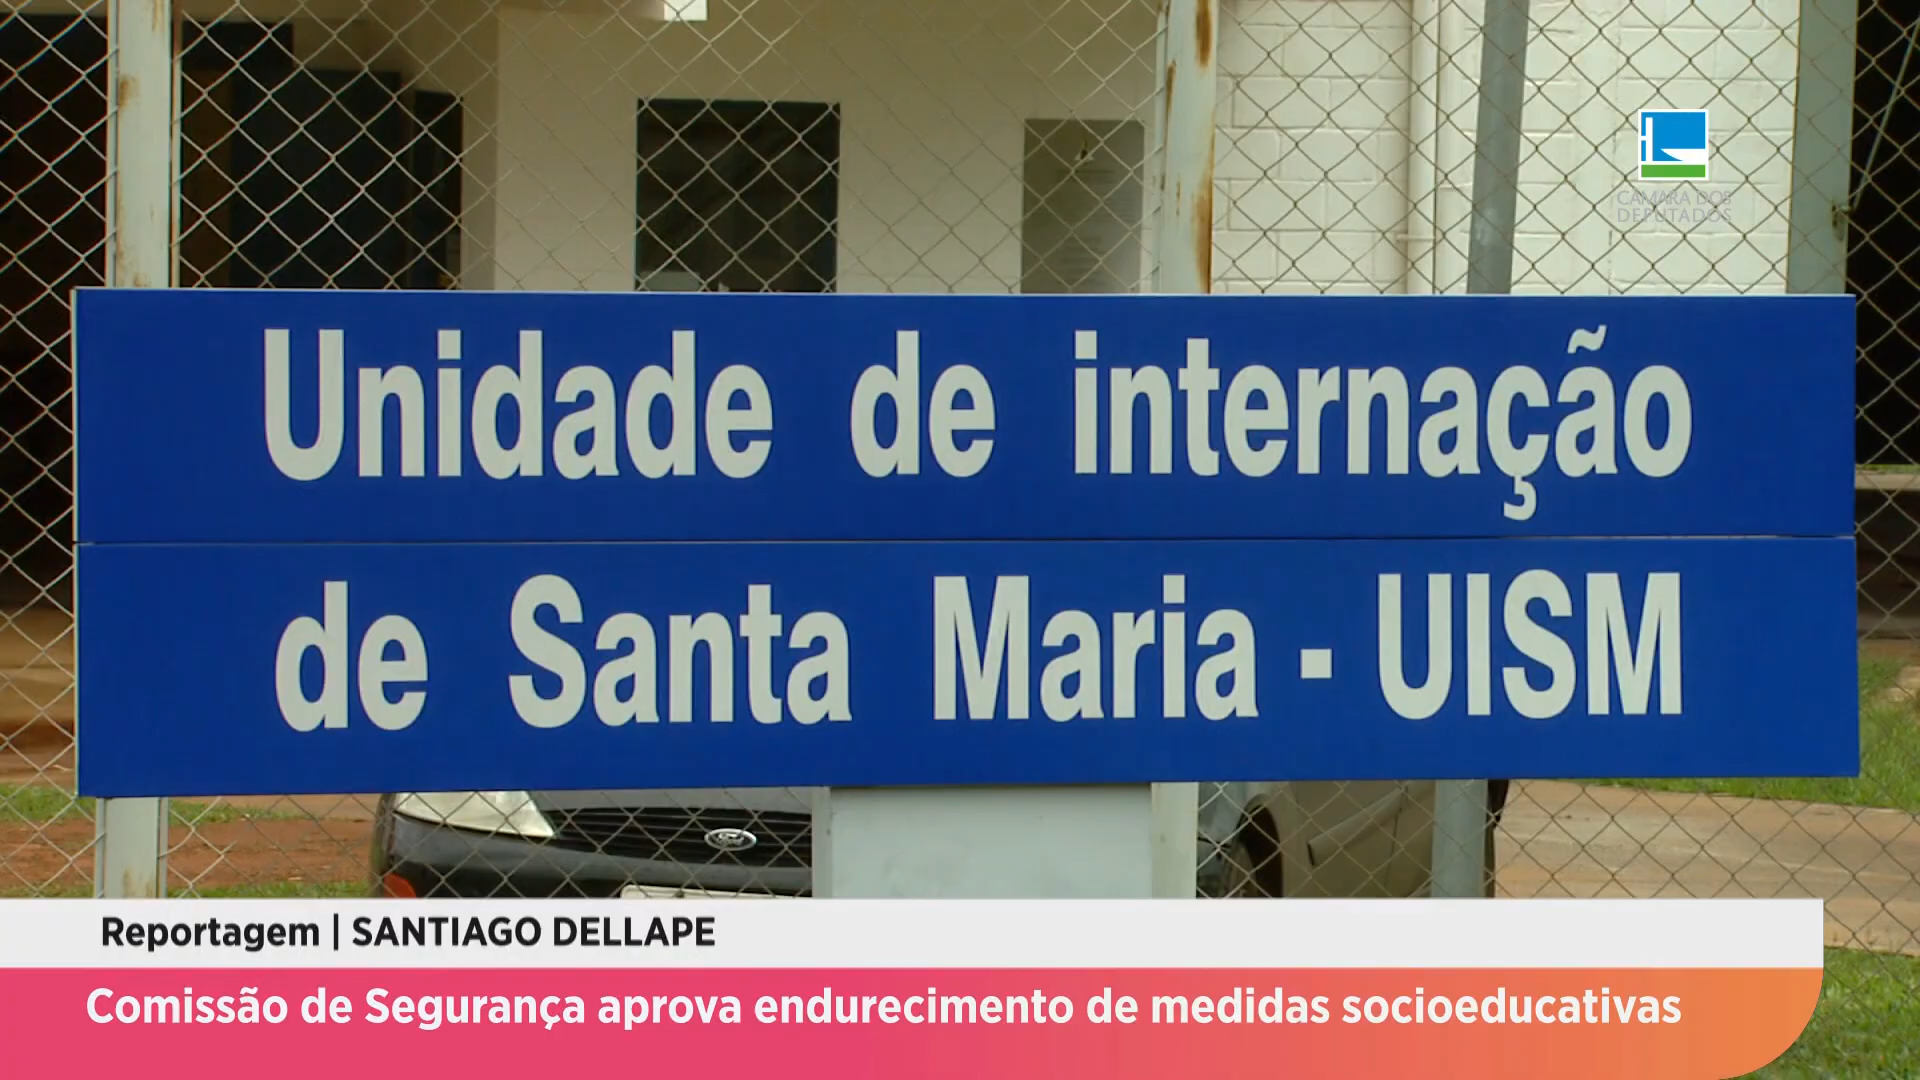 CÂMARA DOS
DEPUTADOS
Unidade de internação
de Santa Maria - UISM
Reportagem | SANTIAGO DELLAPE
Comissão de Segurança aprova endurecimento de medidas socioeducativas